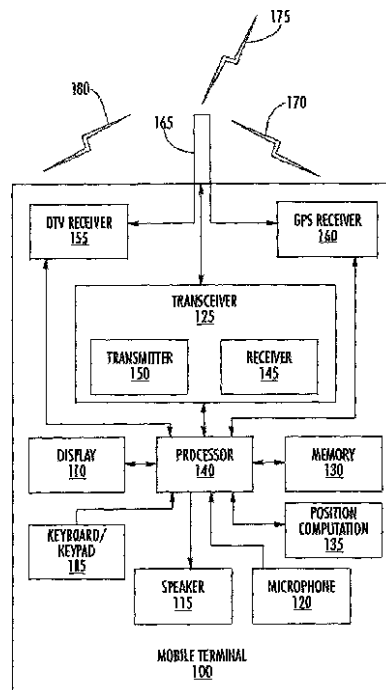 175
180
165
170
DTV RECEIVER
155
GPS RECEIVER
160
TRANSCEIVER
125
TRANSMITTER
150
RECEIVER
145
DISPLAY
110
PROCESSOR
140
MEMORY
130
KEYBOARD/
KEYPAD
105
POSITION
COMPUTATION
135
SPEAKER
115
MICROPHONE
120
MOBILE TERMINAL
100